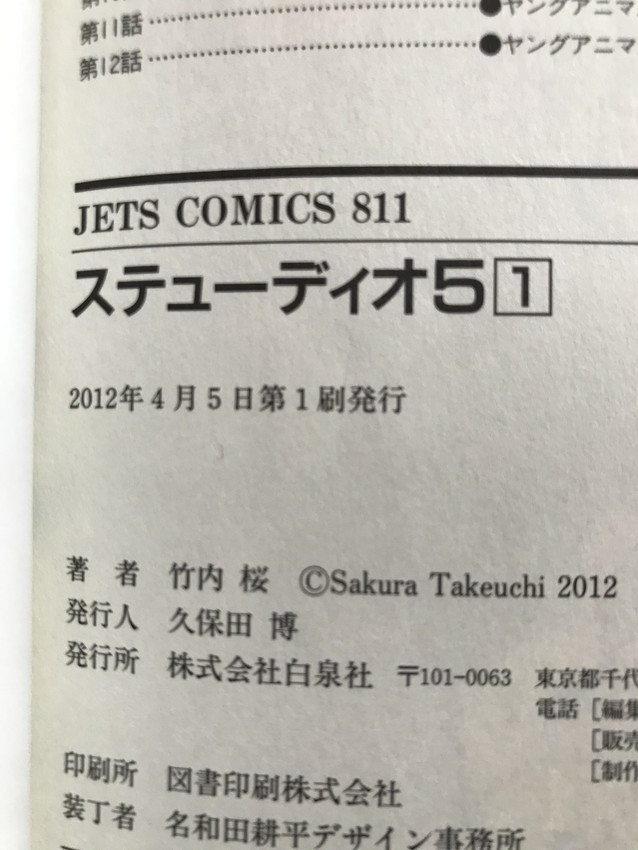 第11話……●ヤングアニマ
第12話……●ヤングアニマ
JETS COMICS 811
ステューディオ5 1
2012年4月5日第1刷発行
著 者 竹内 桜 ©Sakura Takeuchi 2012
発行人 久保田 博
発行所 株式会社白泉社 〒101-0063 東京都千代
電話［編集
［販売
［制作
印刷所 図書印刷株式会社
装丁者 名和田耕平デザイン事務所